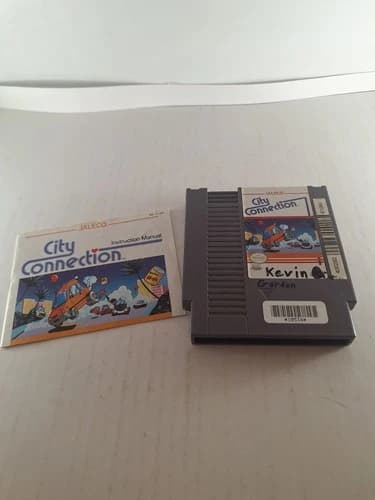 JALECO
City
Connection
Instruction Manual
JALECO
City
Connection
Kevin
Gordon